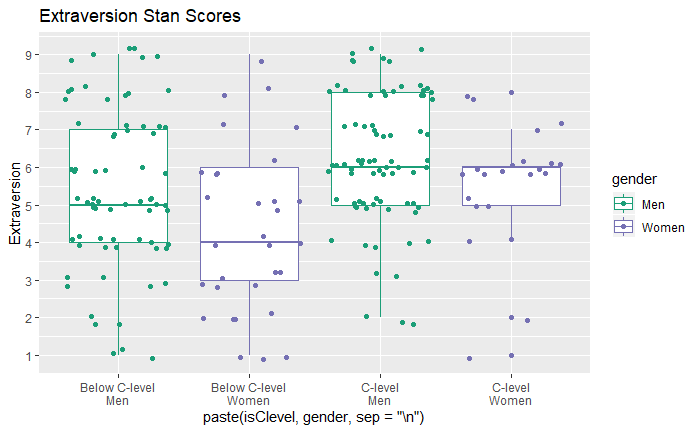 Extraversion Stan Scores
Extraversion
9
8
7
6
5
4
3
2
1
Below C-level
Men
Below C-level
Women
C-level
Men
C-level
Women
paste(isClevel, gender, sep = "\n")
gender
Men
Women